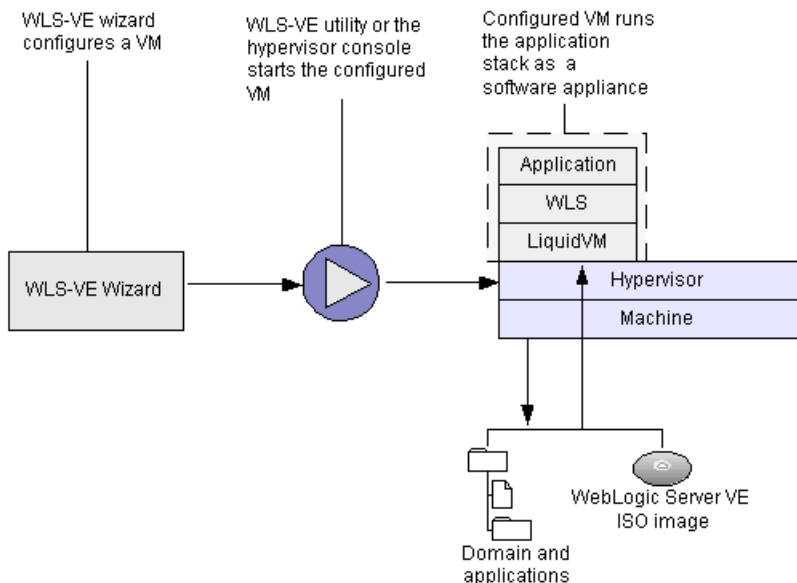 WLS-VE wizard
configures a VM
WLS-VE utility or the
hypervisor console
starts the configured
VM
Configured VM runs
the application
stack as a
software appliance
Application
WLS
LiquidVM
WLS-VE Wizard
Hypervisor
Machine
WebLogic Server VE
ISO image
Domain and
applications